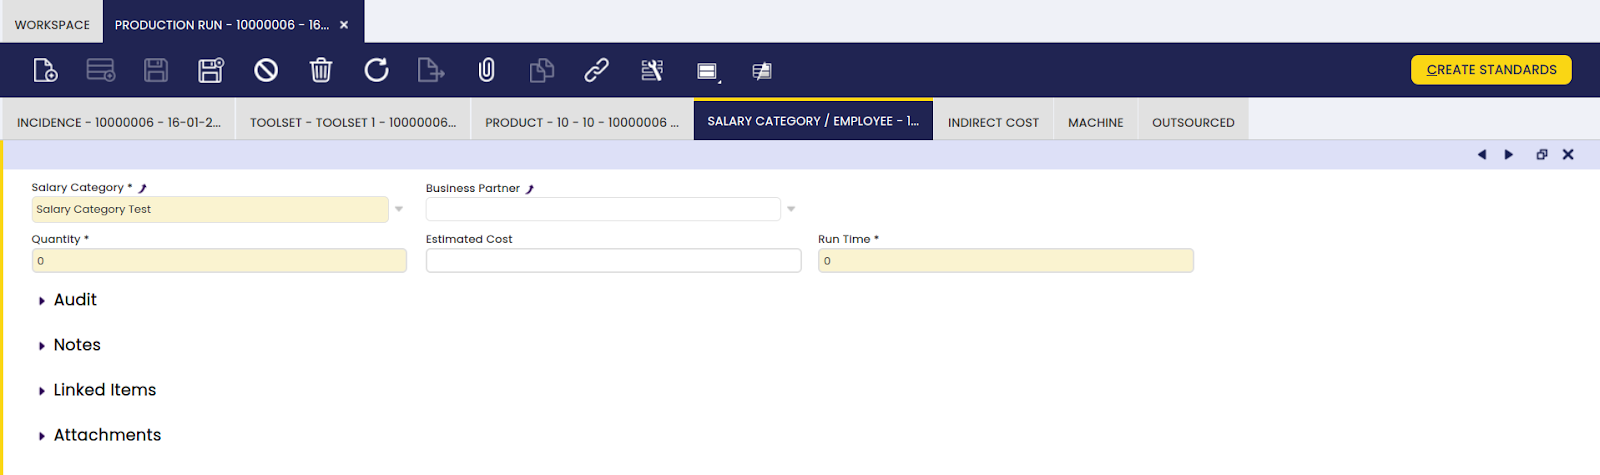 WORKSPACE
PRODUCTION RUN - 10000006 - 16...
CREATE STANDARDS
INCIDENCE - 10000006 - 16-01-2...
TOOLSET - TOOLSET 1 - 10000006...
PRODUCT - 10 - 10 - 10000006 ...
SALARY CATEGORY / EMPLOYEE - 1...
INDIRECT COST
MACHINE
OUTSOURCED
Salary Category *
Business Partner
Salary Category Test
Quantity *
Estimated Cost
Run Time *
0
0
Audit
Notes
Linked Items
Attachments